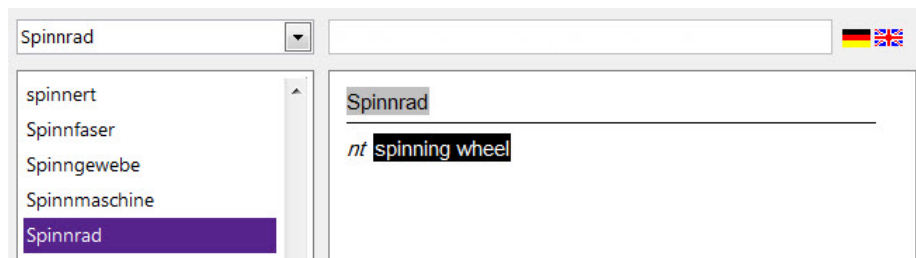 Spinnrad
spinnert
Spinnfaser
Spinngewebe
Spinnmaschine
Spinnrad
Spinnrad
nt spinning wheel